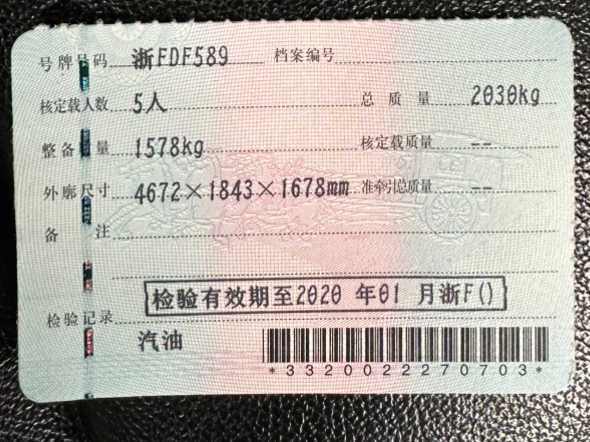 号牌号码 浙FDF589 档案编号
核定载人数 5人 总质量 2030kg
整备质量 1578kg 核定载质量 --
外廓尺寸 4672×1843×1678mm 准牵引总质量 --
备注
检验有效期至2020 年01 月浙F()
检验记录
汽油
*3320022270703*